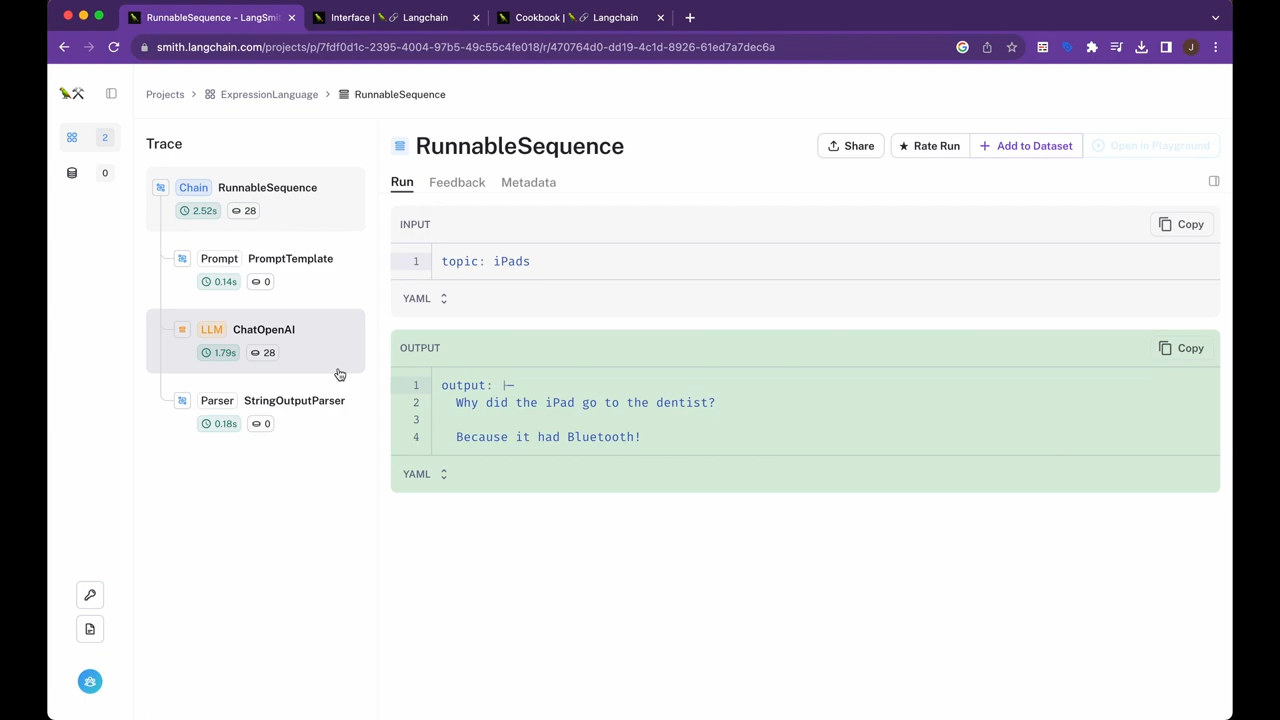 RunnableSequence - LangSmi
Interface | 🦜🔗 Langchain
Cookbook | 🦜🔗 Langchain
smith.langchain.com/projects/p/7fdf0d1c-2395-4004-97b5-49c55c4fe018/r/470764d0-dd19-4c1d-8926-61ed7a7dec6a
J
Projects > ExpressionLanguage > RunnableSequence
2
0
Trace
Chain RunnableSequence
2.52s 28
Prompt PromptTemplate
0.14s 0
LLM ChatOpenAI
1.79s 28
Parser StringOutputParser
0.18s 0
RunnableSequence
Share
Rate Run
Add to Dataset
Open in Playground
Run Feedback Metadata
INPUT
Copy
1 topic: iPads
YAML
OUTPUT
Copy
1 output: |-
2 Why did the iPad go to the dentist?
3
4 Because it had Bluetooth!
YAML